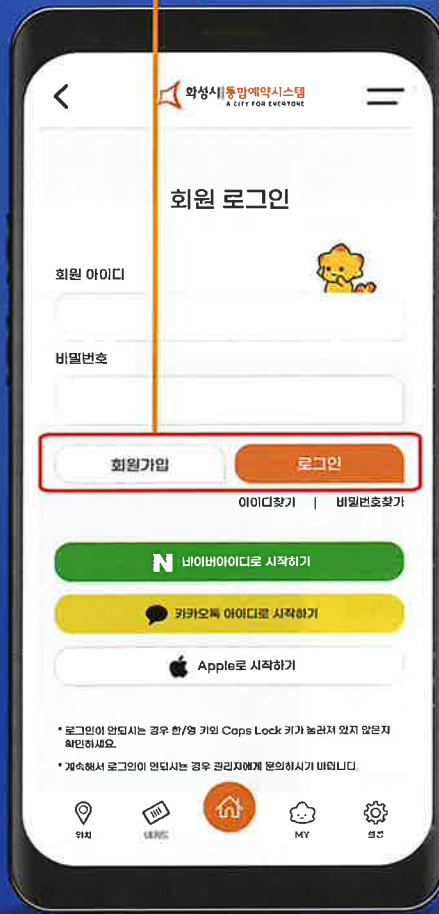 화성시 통합예약시스템
A CITY FOR EVERYONE
회원 로그인
회원 아이디
비밀번호
회원가입 로그인
아이디찾기 | 비밀번호찾기
N 네이버아이디로 시작하기
카카오톡 아이디로 시작하기
Apple로 시작하기
* 로그인이 안되시는 경우 한/영 키와 Caps Lock 키가 눌려져 있지 않은지
확인하세요.
* 계속해서 로그인이 안되시는 경우 관리자에게 문의하시기 바랍니다.
위치 MY 설정